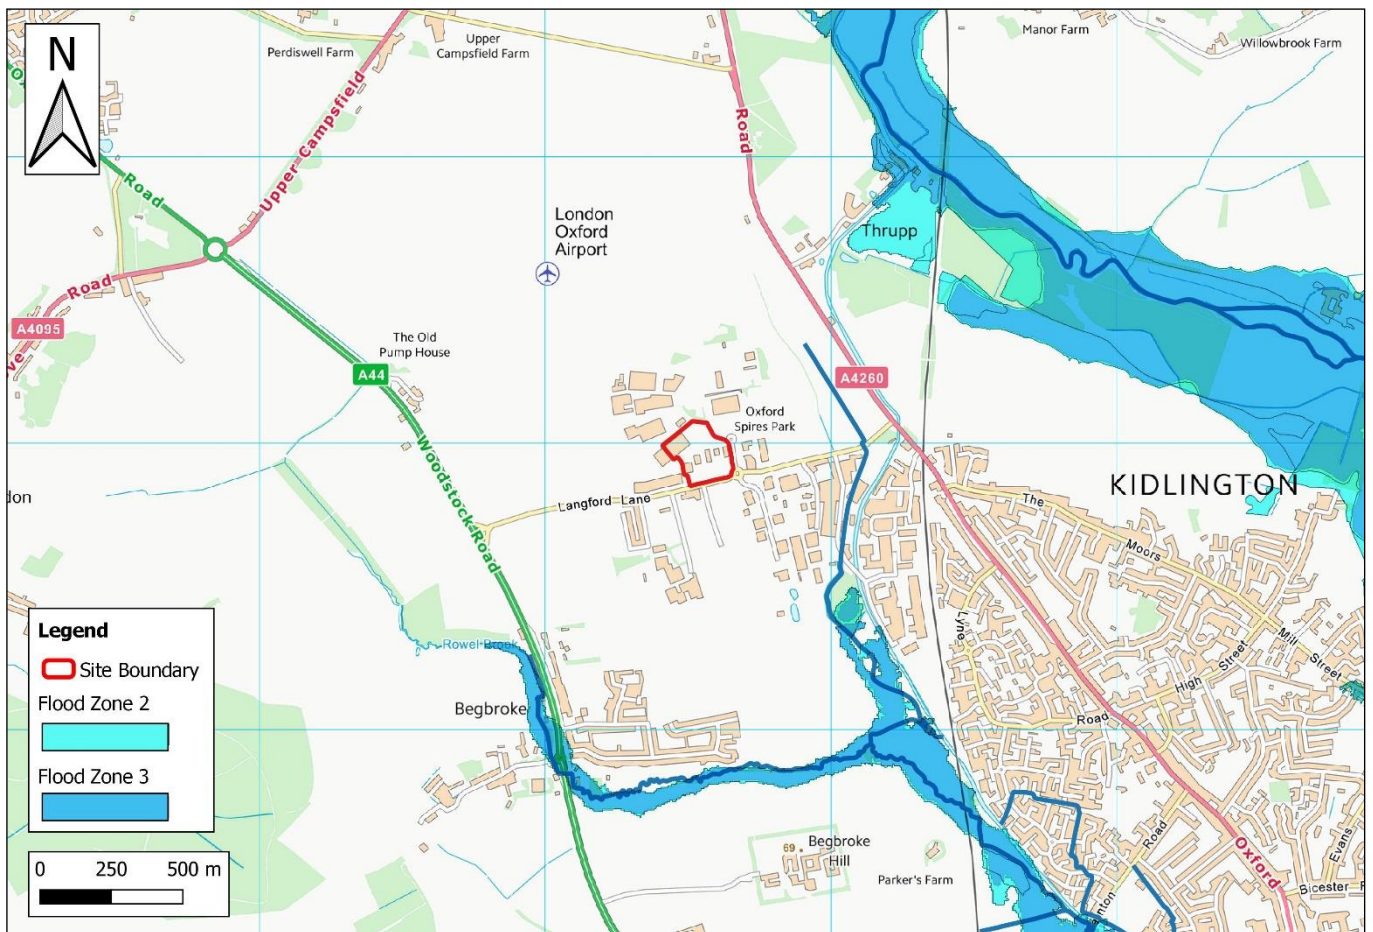 N
Perdiswell Farm
Upper
Campsfield Farm
Manor Farm
Willowbrook Farm
Road
Upper Campsfield
Road
Road
A4095
London
Oxford
Airport
Thrupp
The Old
Pump House
A44
A4260
Oxford
Spires Park
Woodstock Road
Langford Lane
KIDLINGTON
The
Moors
Lyne
Mill
Street
High Street
Road
Rowel Brook
Begbroke
Begbroke
Hill
69
Parker's Farm
Road
Oxford
Evans
Bicester
Legend
Site Boundary
Flood Zone 2
Flood Zone 3
0 250 500 m